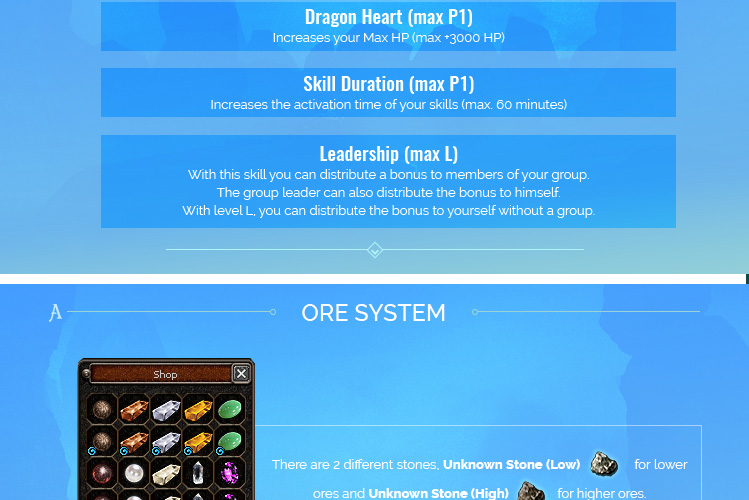 Dragon Heart (max P1)
Increases your Max HP (max +3000 HP)
Skill Duration (max P1)
Increases the activation time of your skills (max. 60 minutes)
Leadership (max L)
With this skill you can distribute a bonus to members of your group.
The group leader can also distribute the bonus to himself.
With level L, you can distribute the bonus to yourself without a group.
A
ORE SYSTEM
Shop
There are 2 different stones, Unknown Stone (Low) for lower
ores and Unknown Stone (High) for higher ores.